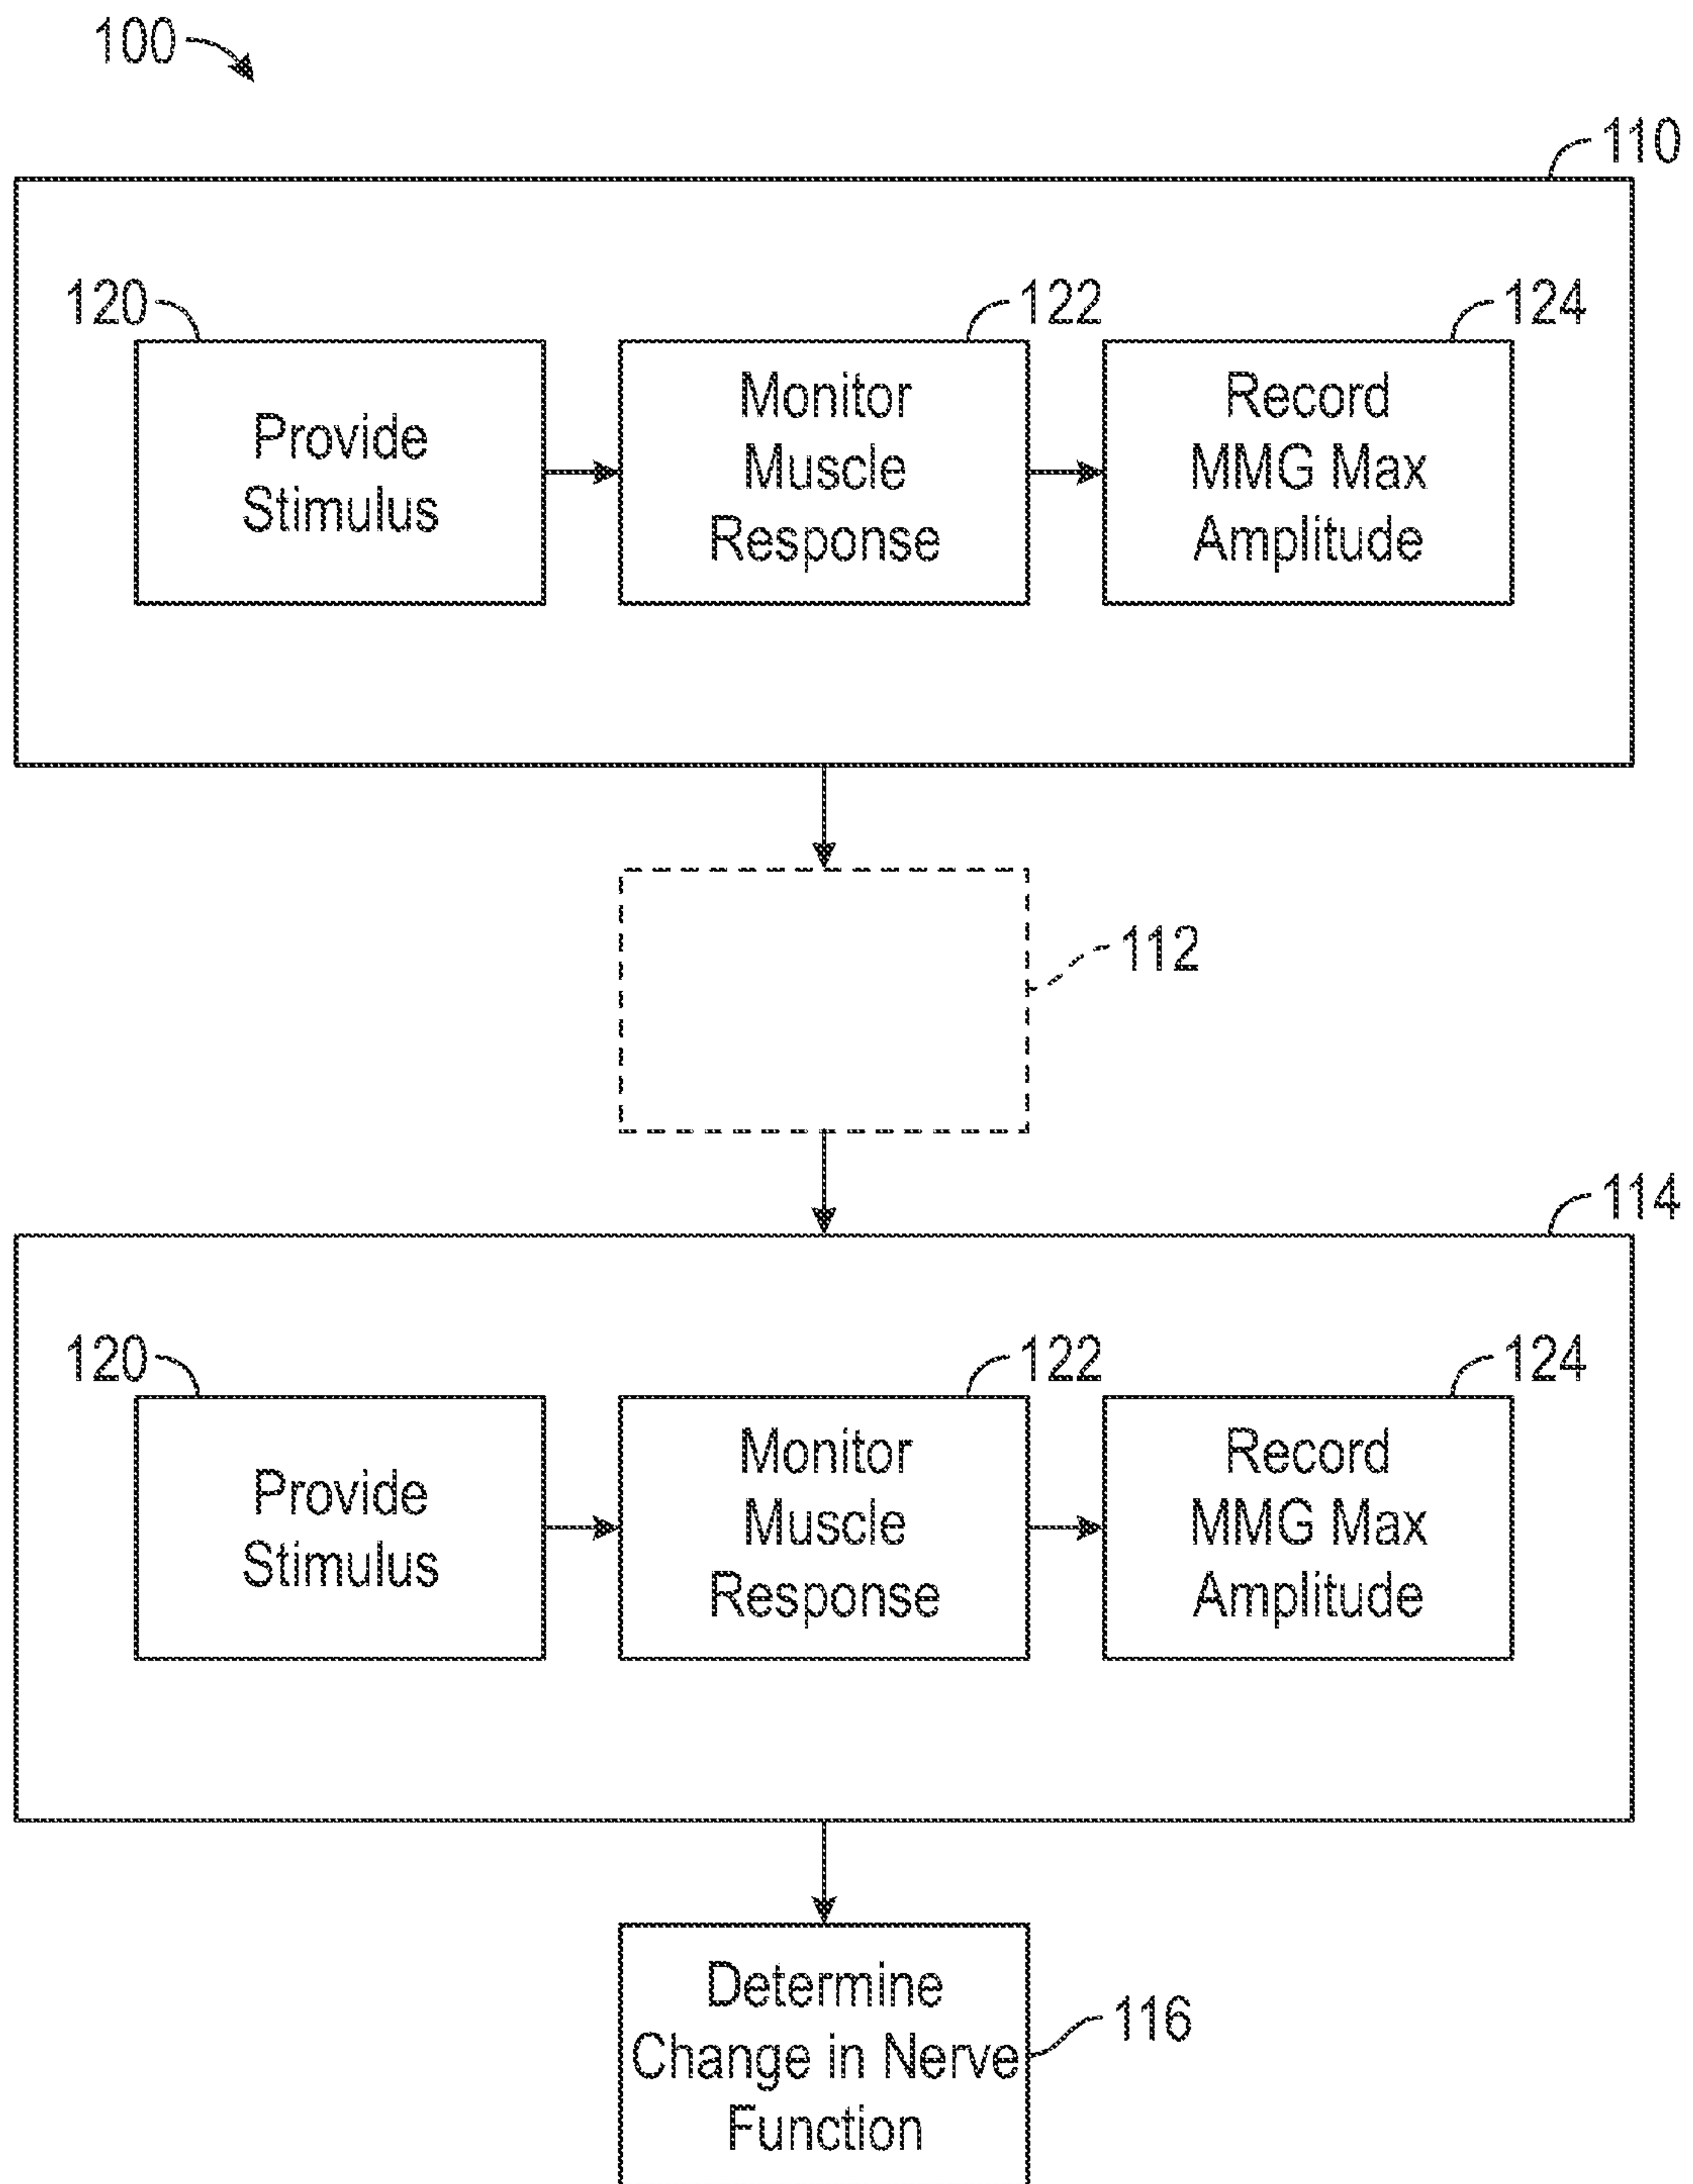 100
110
120
122
124
Provide
Stimulus
Monitor
Muscle
Response
Record
MMG Max
Amplitude
112
114
120
122
124
Provide
Stimulus
Monitor
Muscle
Response
Record
MMG Max
Amplitude
Determine
Change in Nerve
Function
116